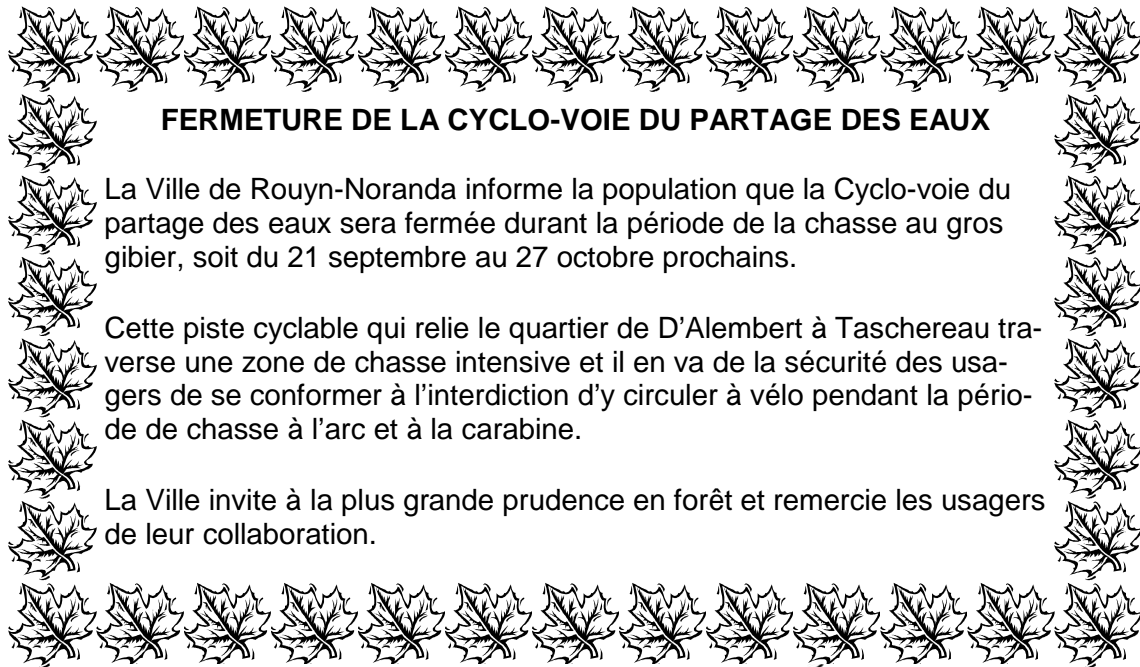 FERMETURE DE LA CYCLO-VOIE DU PARTAGE DES EAUX
La Ville de Rouyn-Noranda informe la population que la Cyclo-voie du
partage des eaux sera fermée durant la période de la chasse au gros
gibier, soit du 21 septembre au 27 octobre prochains.
Cette piste cyclable qui relie le quartier de D’Alembert à Taschereau tra-
verse une zone de chasse intensive et il en va de la sécurité des usa-
gers de se conformer à l’interdiction d’y circuler à vélo pendant la pério-
de de chasse à l’arc et à la carabine.
La Ville invite à la plus grande prudence en forêt et remercie les usagers
de leur collaboration.